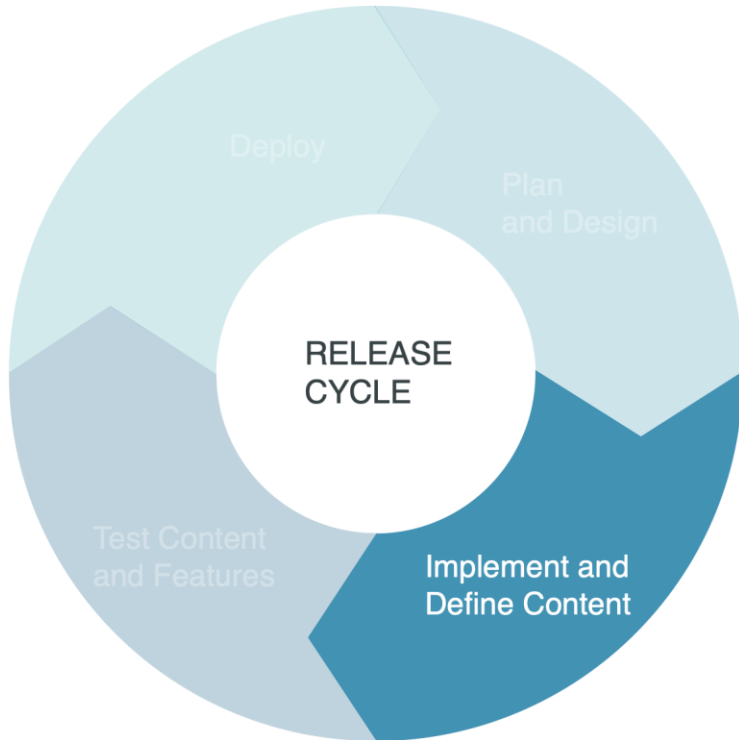 Deploy
Plan
and Design
RELEASE
CYCLE
Test Content
and Features
Implement and
Define Content